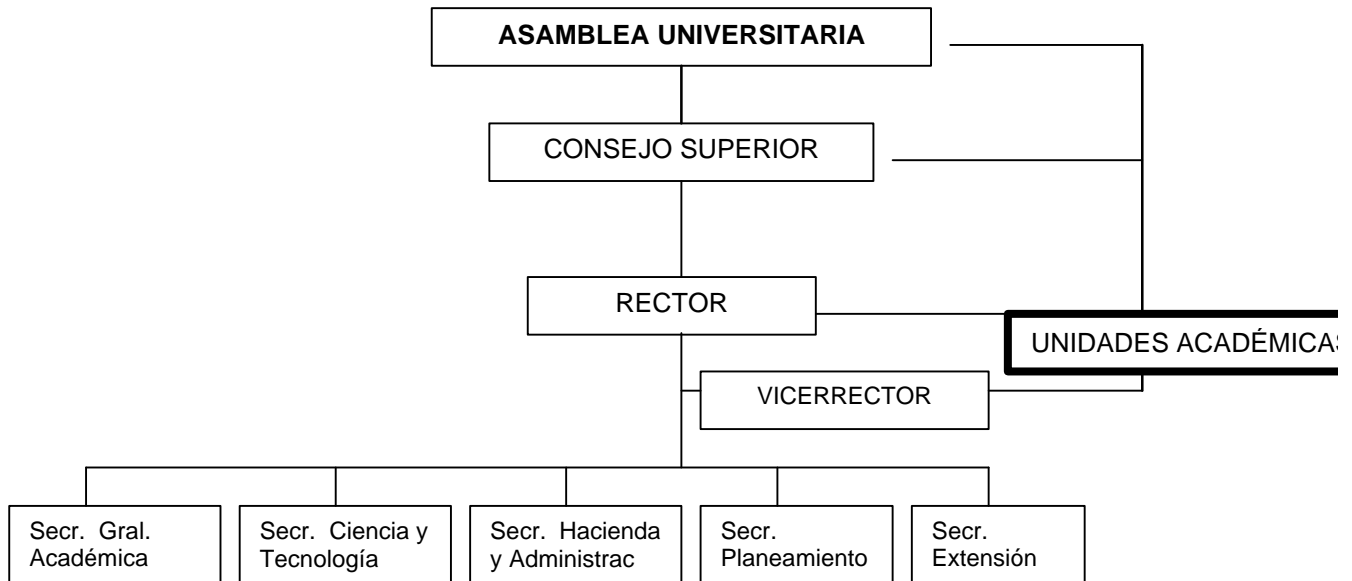 ASAMBLEA UNIVERSITARIA
CONSEJO SUPERIOR
RECTOR
UNIDADES ACADÉMICAS
VICERRECTOR
Secr. Gral.
Académica
Secr. Ciencia y
Tecnología
Secr. Hacienda
y Administrac
Secr.
Planeamiento
Secr.
Extensión